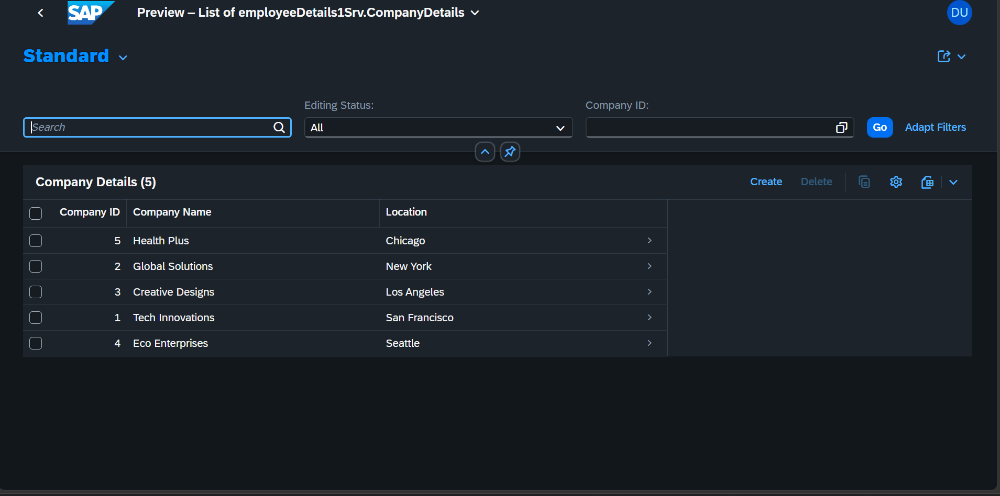 SAP Preview – List of employeeDetails1Srv.CompanyDetails DU
Standard
Editing Status: Company ID:
Search All Go Adapt Filters
Company Details (5) Create Delete
Company ID Company Name Location
5 Health Plus Chicago
2 Global Solutions New York
3 Creative Designs Los Angeles
1 Tech Innovations San Francisco
4 Eco Enterprises Seattle